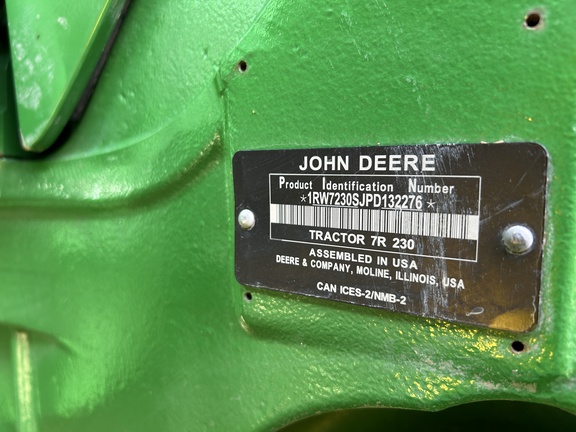 JOHN DEERE
Product Identification Number
*1RW7230SJPD132276*
TRACTOR 7R 230
ASSEMBLED IN USA
DEERE & COMPANY, MOLINE, ILLINOIS, USA
CAN ICES-2/NMB-2